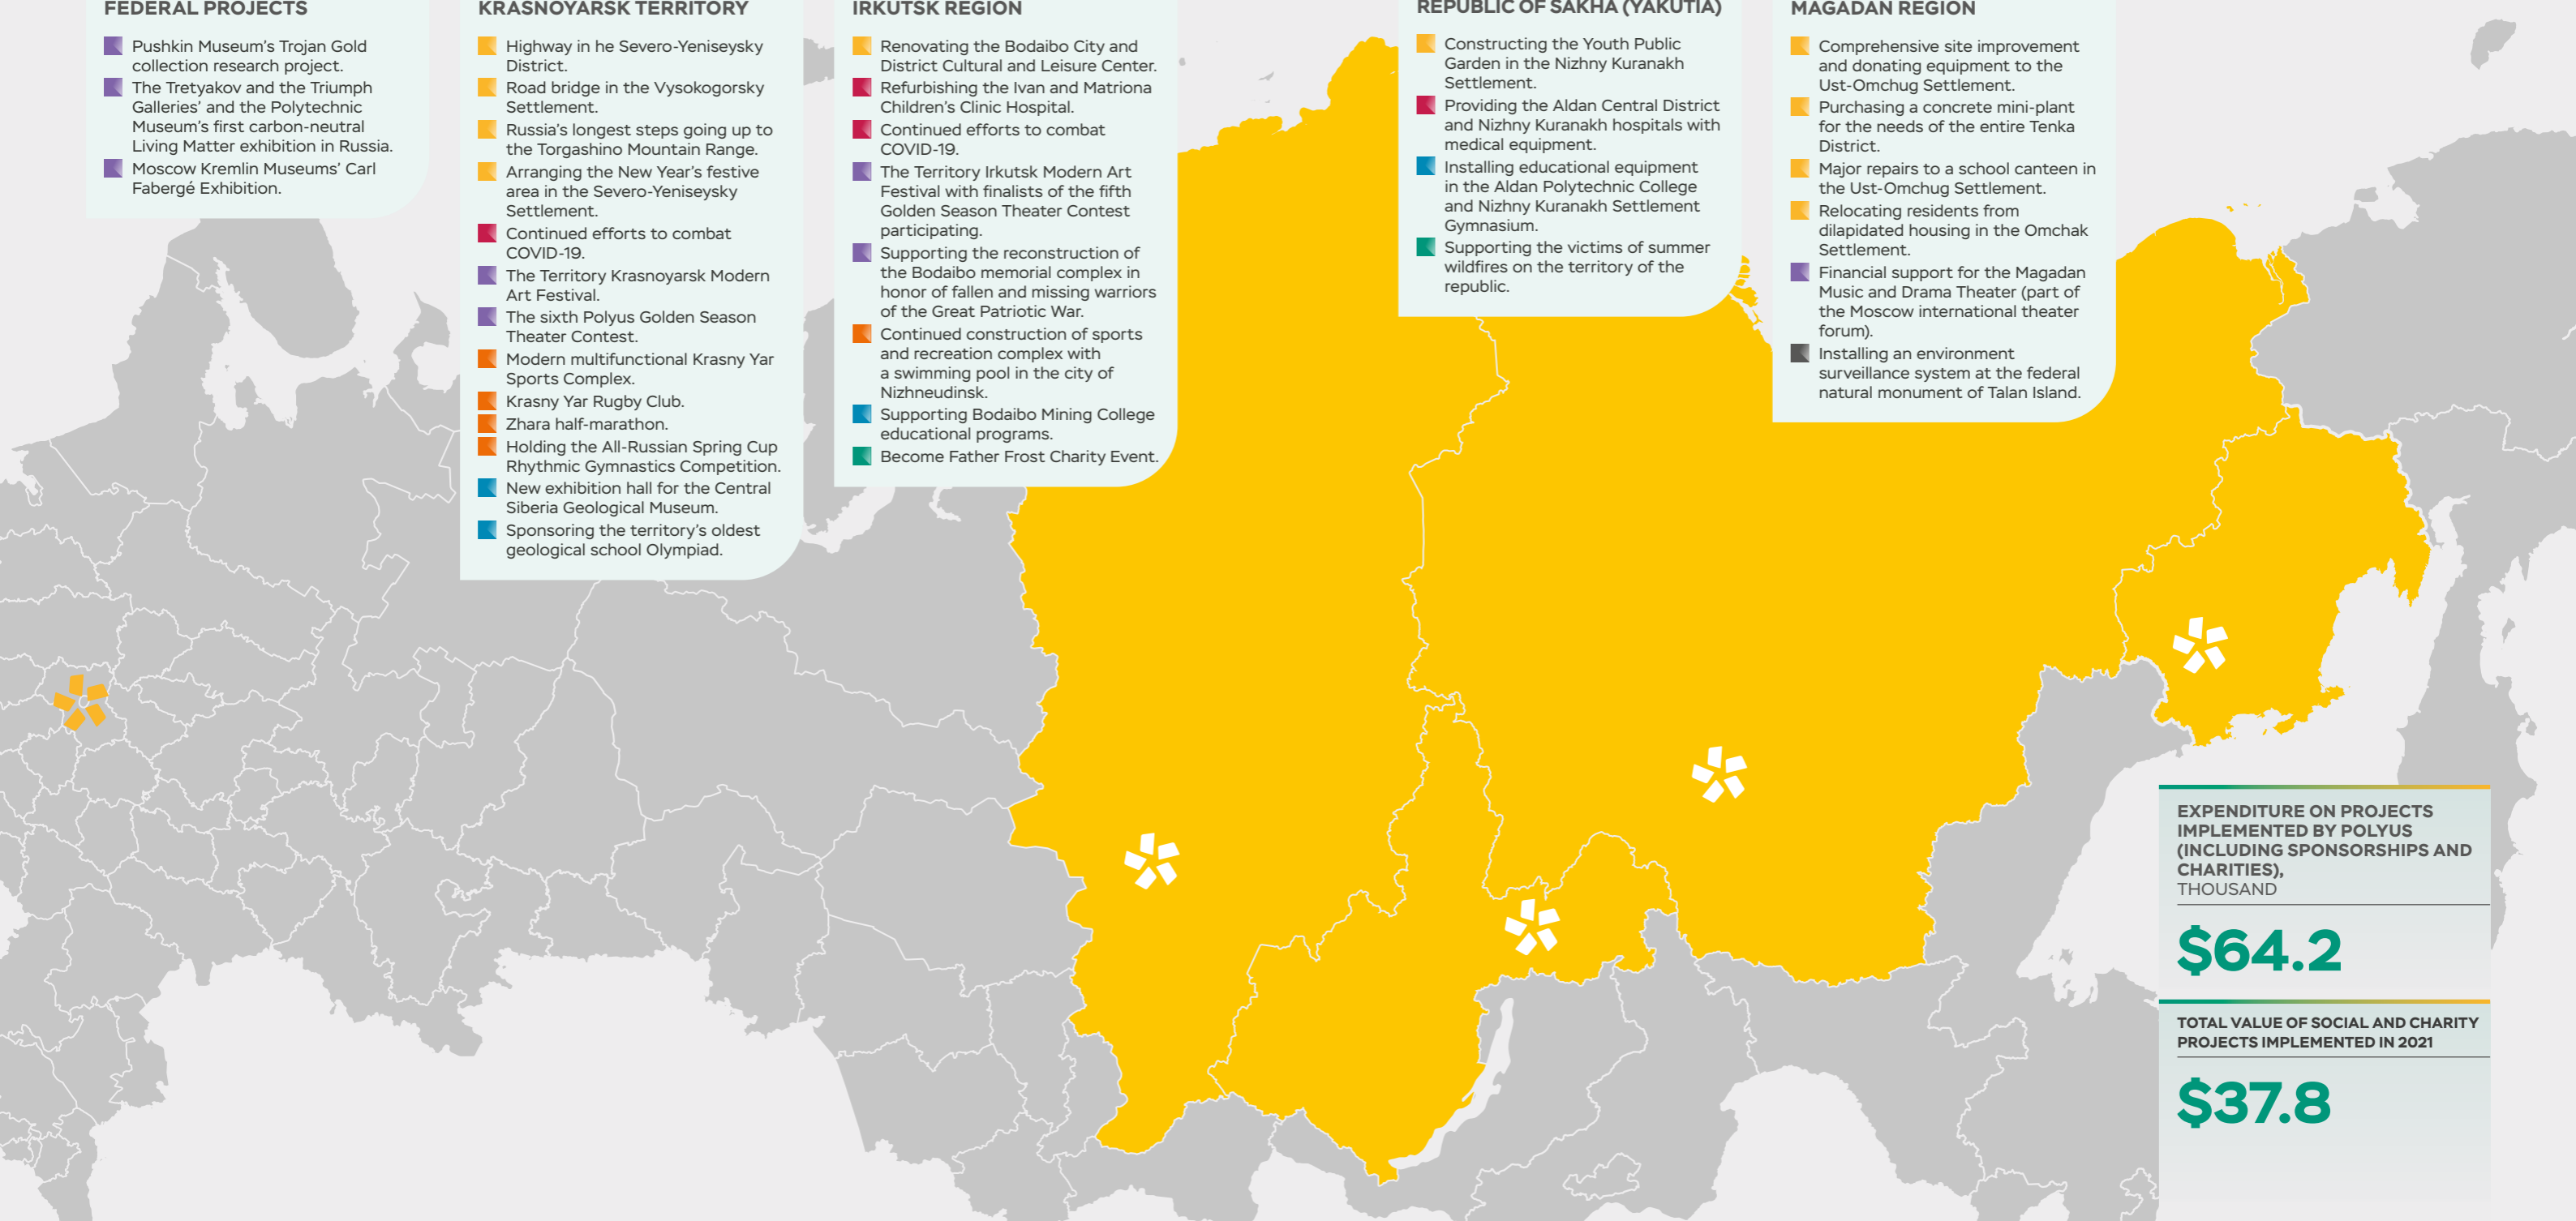 FEDERAL PROJECTS
Pushkin Museum's Trojan Gold
collection research project.
The Tretyakov and the Triumph
Galleries' and the Polytechnic
Museum's first carbon-neutral
Living Matter exhibition in Russia.
Moscow Kremlin Museums' Carl
Fabergé Exhibition.
KRASNOYARSK TERRITORY
Highway in he Severo-Yeniseysky
District.
Road bridge in the Vysokogorsky
Settlement.
Russia's longest steps going up to
the Torgashino Mountain Range.
Arranging the New Year's festive
area in the Severo-Yeniseysky
Settlement.
Continued efforts to combat
COVID-19.
The Territory Krasnoyarsk Modern
Art Festival.
The sixth Polyus Golden Season
Theater Contest.
Modern multifunctional Krasny Yar
Sports Complex.
Krasny Yar Rugby Club.
Zhara half-marathon.
Holding the All-Russian Spring Cup
Rhythmic Gymnastics Competition.
New exhibition hall for the Central
Siberia Geological Museum.
Sponsoring the territory's oldest
geological school Olympiad.
IRKUTSK REGION
Renovating the Bodaibo City and
District Cultural and Leisure Center.
Refurbishing the Ivan and Matriona
Children's Clinic Hospital.
Continued efforts to combat
COVID-19.
The Territory Irkutsk Modern Art
Festival with finalists of the fifth
Golden Season Theater Contest
participating.
Supporting the reconstruction of
the Bodaibo memorial complex in
honor of fallen and missing warriors
of the Great Patriotic War.
Continued construction of sports
and recreation complex with
a swimming pool in the city of
Nizhneudinsk.
Supporting Bodaibo Mining College
educational programs.
Become Father Frost Charity Event.
REPUBLIC OF SAKHA (YAKUTIA)
Constructing the Youth Public
Garden in the Nizhny Kuranakh
Settlement.
Providing the Aldan Central District
and Nizhny Kuranakh hospitals with
medical equipment.
Installing educational equipment
in the Aldan Polytechnic College
and Nizhny Kuranakh Settlement
Gymnasium.
Supporting the victims of summer
wildfires on the territory of the
republic.
MAGADAN REGION
Comprehensive site improvement
and donating equipment to the
Ust-Omchug Settlement.
Purchasing a concrete mini-plant
for the needs of the entire Tenka
District.
Major repairs to a school canteen in
the Ust-Omchug Settlement.
Relocating residents from
dilapidated housing in the Omchak
Settlement.
Financial support for the Magadan
Music and Drama Theater (part of
the Moscow international theater
forum).
Installing an environment
surveillance system at the federal
natural monument of Talan Island.
EXPENDITURE ON PROJECTS
IMPLEMENTED BY POLYUS
(INCLUDING SPONSORSHIPS AND
CHARITIES),
THOUSAND
$64.2
TOTAL VALUE OF SOCIAL AND CHARITY
PROJECTS IMPLEMENTED IN 2021
$37.8